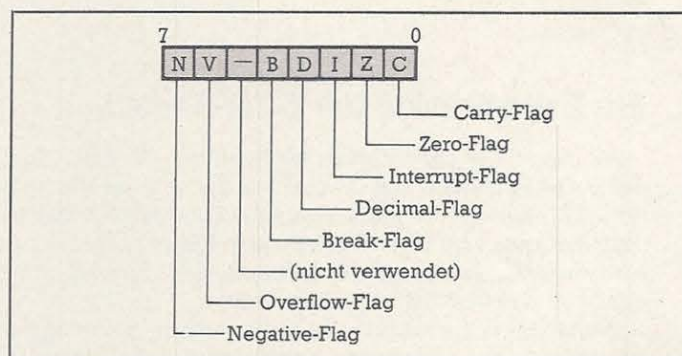 7 0
N V — B D I Z C
Carry-Flag
Zero-Flag
Interrupt-Flag
Decimal-Flag
Break-Flag
(nicht verwendet)
Overflow-Flag
Negative-Flag